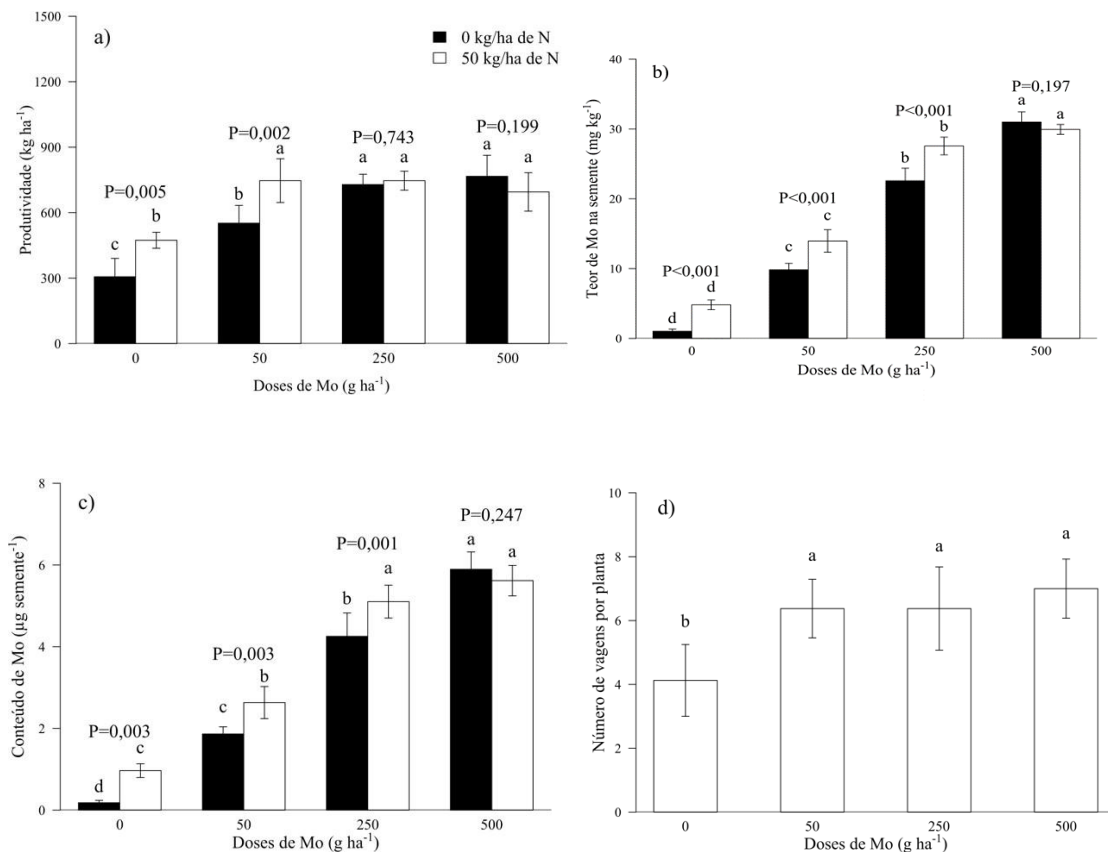 a)
0 kg/ha de N
50 kg/ha de N
Produtividade (kg ha⁻¹)
1500
1200
900
600
300
0
P=0,005
P=0,002
P=0,743
P=0,199
c
b
b
a
a
a
a
a
0
50
250
500
Doses de Mo (g ha⁻¹)
b)
Teor de Mo na semente (mg kg⁻¹)
40
30
20
10
0
P<0,001
P<0,001
P<0,001
P=0,197
d
d
c
c
b
b
a
a
0
50
250
500
Doses de Mo (g ha⁻¹)
c)
Conteúdo de Mo (µg semente⁻¹)
8
6
4
2
0
P=0,003
P=0,003
P=0,001
P=0,247
d
c
c
b
b
a
a
a
0
50
250
500
Doses de Mo (g ha⁻¹)
d)
Número de vagens por planta
10
8
6
4
2
0
b
a
a
a
0
50
250
500
Doses de Mo (g ha⁻¹)